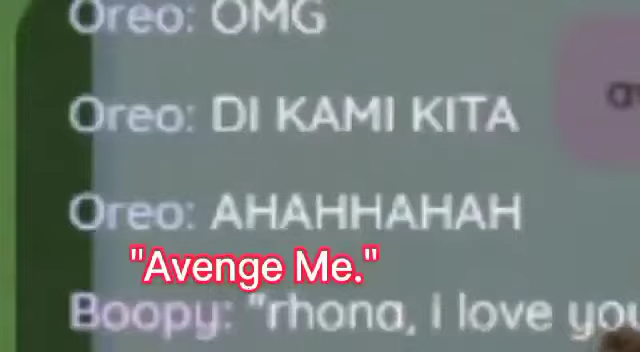 Oreo: OMG
Oreo: DI KAMI KITA
Oreo: AHAHHAHAH
"Avenge Me."
Boopy: "rhona, i love you